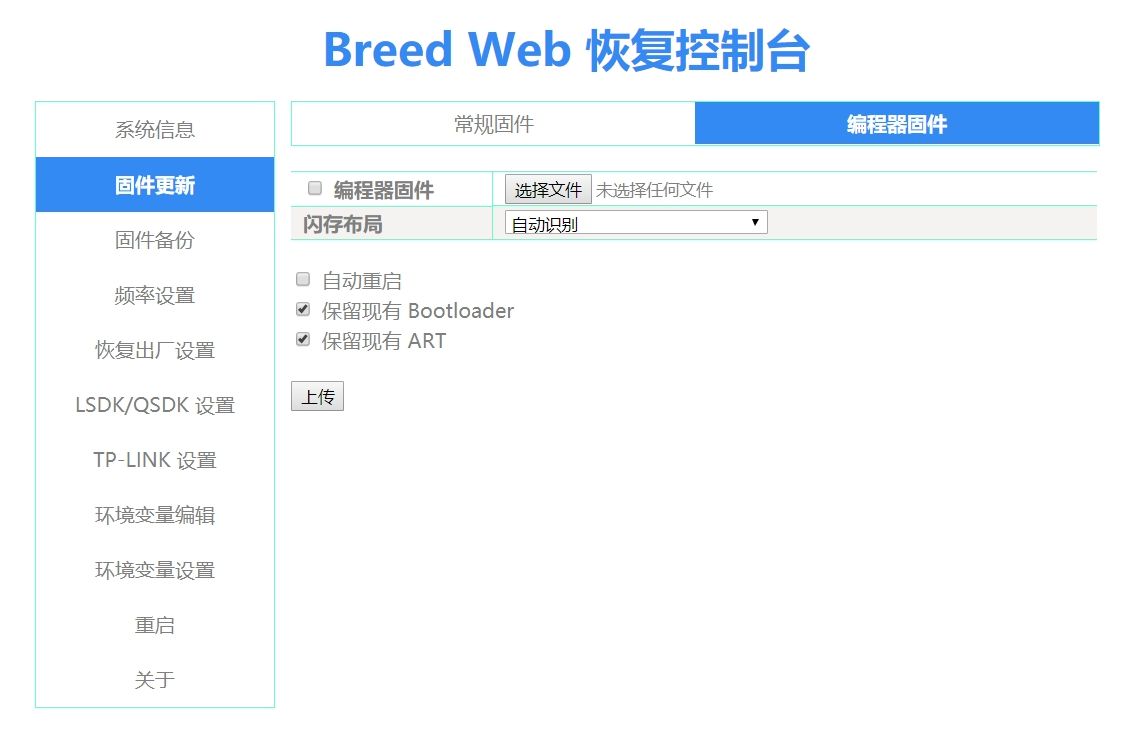 Breed Web 恢复控制台
系统信息
固件更新
固件备份
频率设置
恢复出厂设置
LSDK/QSDK 设置
TP-LINK 设置
环境变量编辑
环境变量设置
重启
关于
常规固件 编程器固件
编程器固件 选择文件 未选择任何文件
闪存布局 自动识别
自动重启
保留现有 Bootloader
保留现有 ART
上传